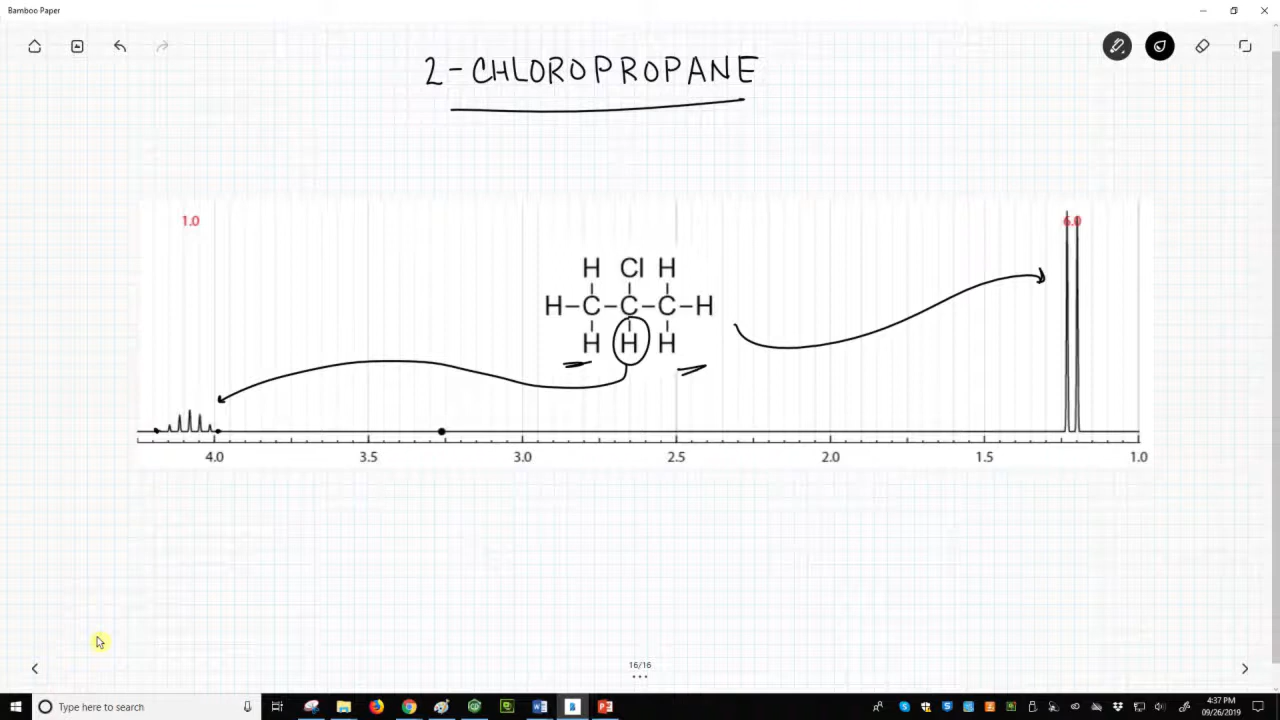 Bamboo Paper
2-CHLOROPROPANE
1.0
6.0
H Cl H
H-C-C-C-H
H H H
4.0 3.5 3.0 2.5 2.0 1.5 1.0
16/16
Type here to search
4:37 PM
09/26/2019